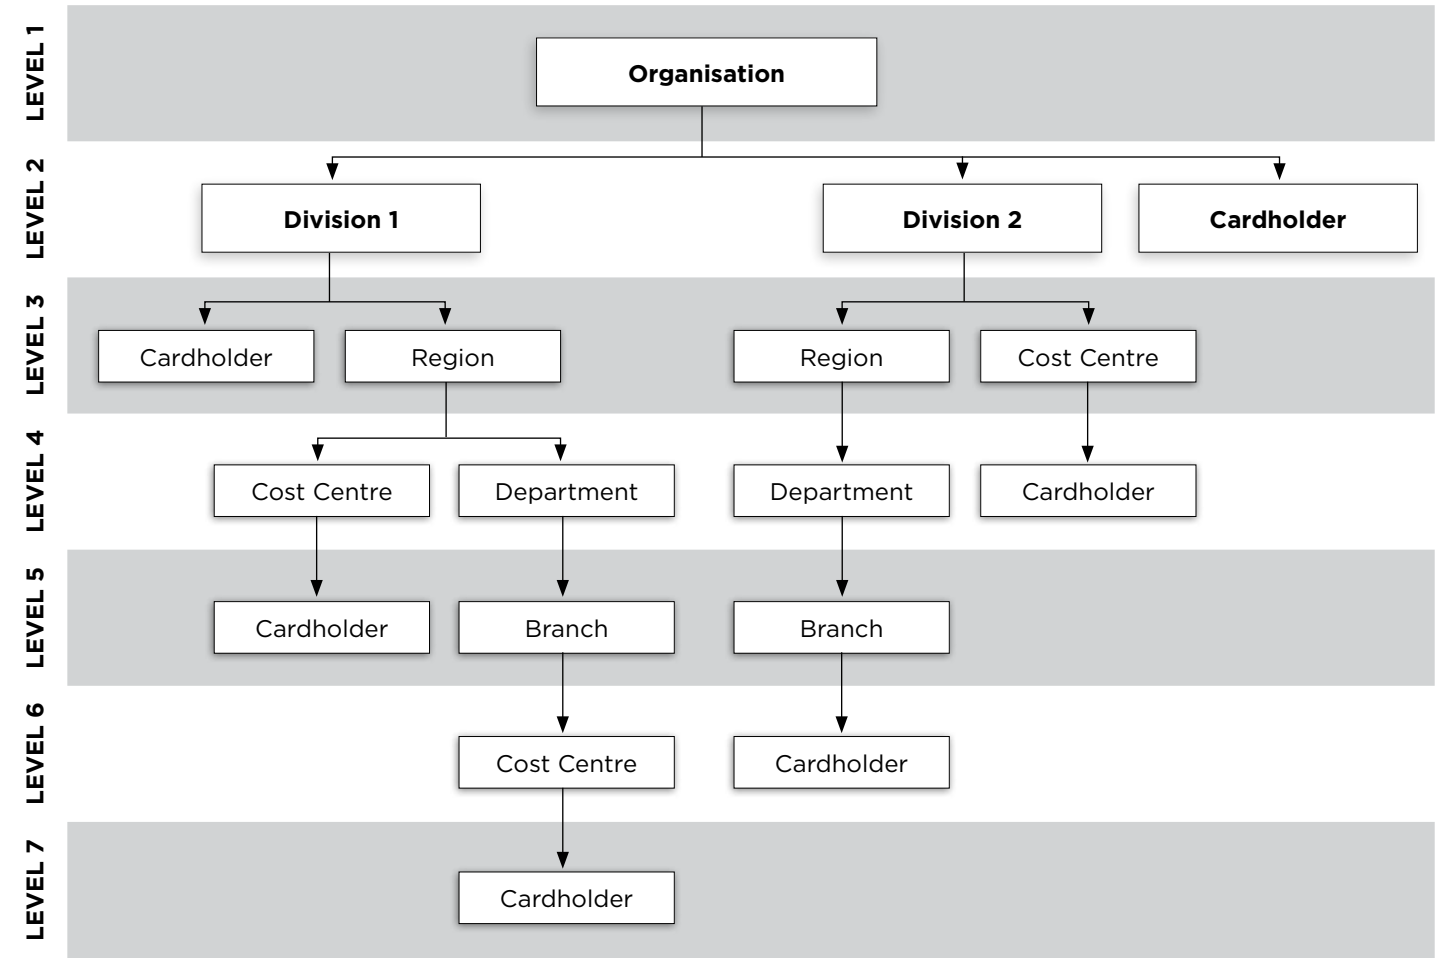 LEVEL 1
Organisation
LEVEL 2
Division 1
Division 2
Cardholder
LEVEL 3
Cardholder
Region
Region
Cost Centre
LEVEL 4
Cost Centre
Department
Department
Cardholder
LEVEL 5
Cardholder
Branch
Branch
LEVEL 6
Cost Centre
Cardholder
LEVEL 7
Cardholder